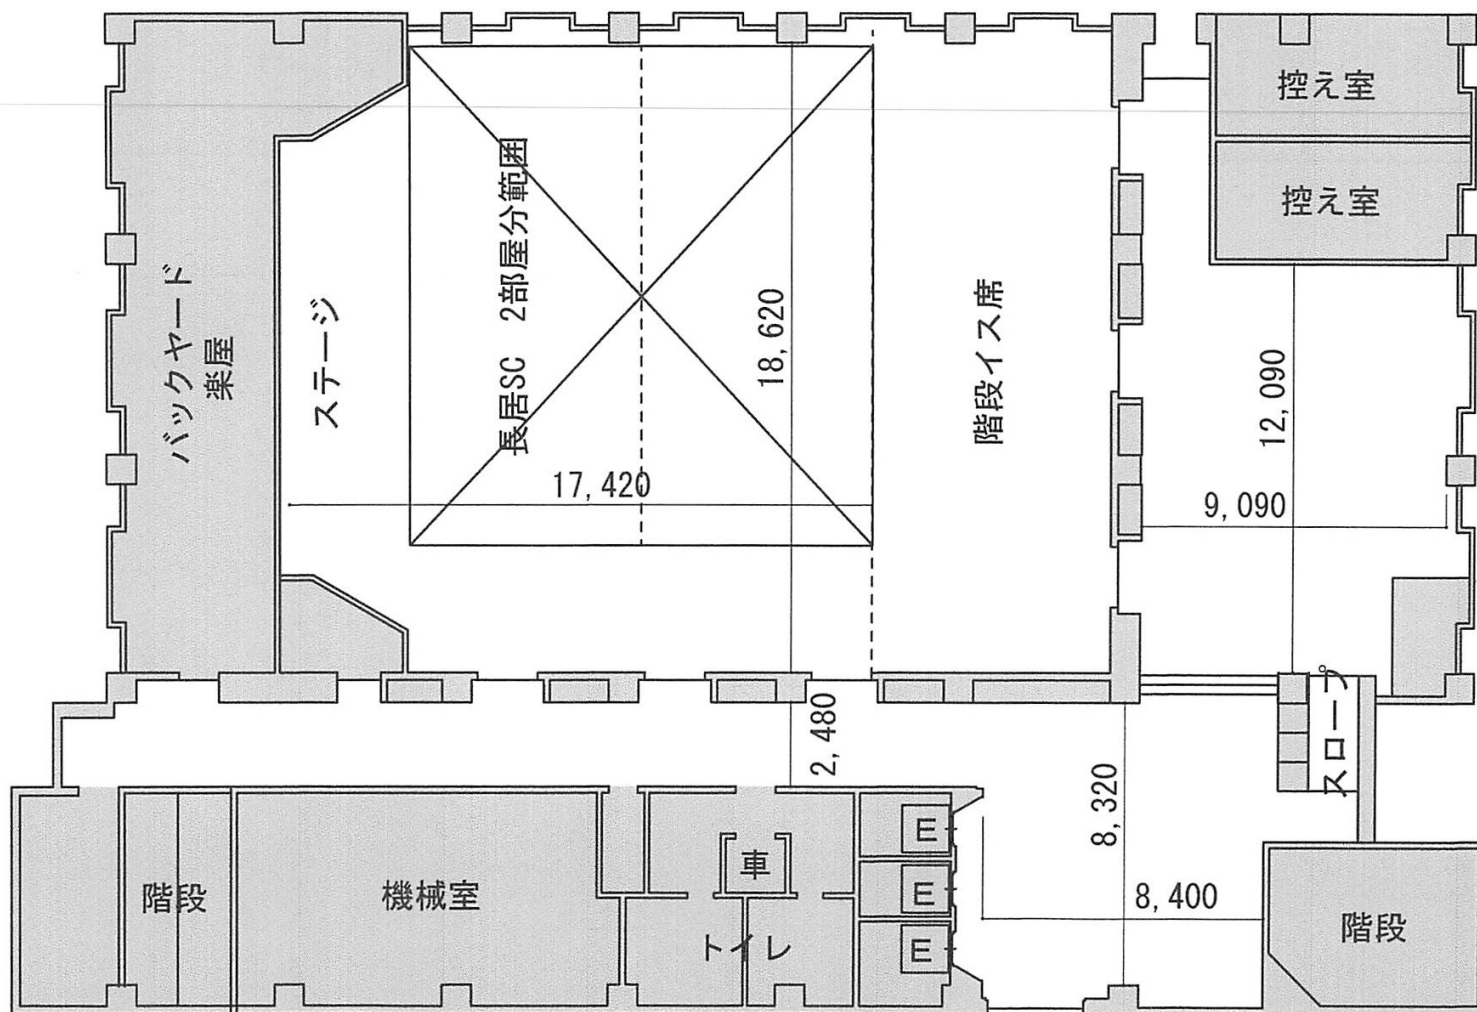 控え室
控え室
バックヤード
楽屋
ステージ
長居SC 2部屋分範囲
18,620
17,420
階段イス席
12,090
9,090
2,480
8,320
スロープ
8,400
階段
機械室
車
トイレ
E
E
E
階段